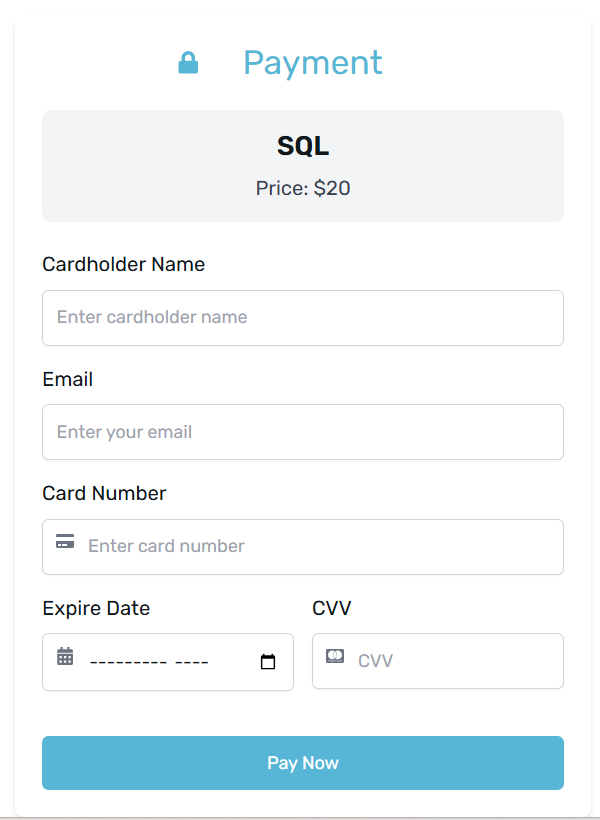 Payment
SQL
Price: $20
Cardholder Name
Enter cardholder name
Email
Enter your email
Card Number
Enter card number
Expire Date
CVV
--------- ----
CVV
Pay Now